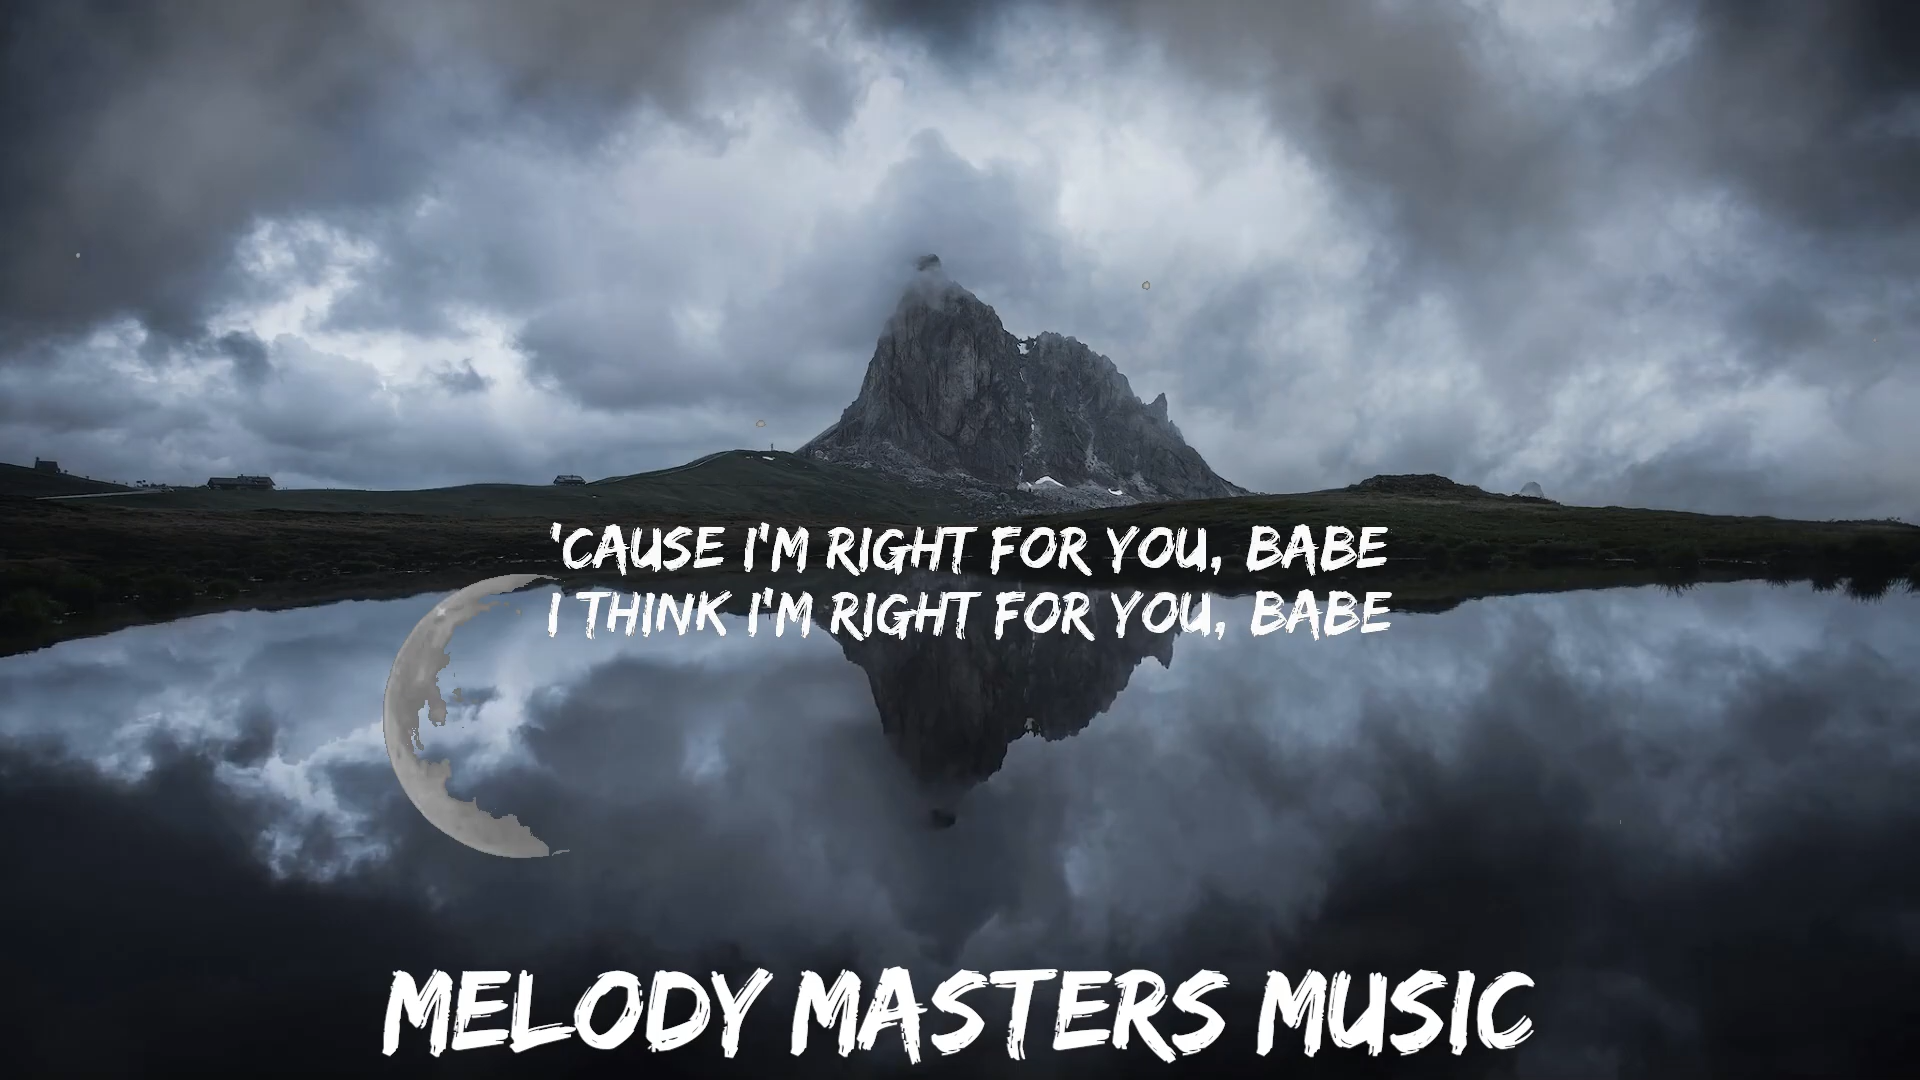 'CAUSE I'M RIGHT FOR YOU, BABE
I THINK I'M RIGHT FOR YOU, BABE
MELODY MASTERS MUSIC